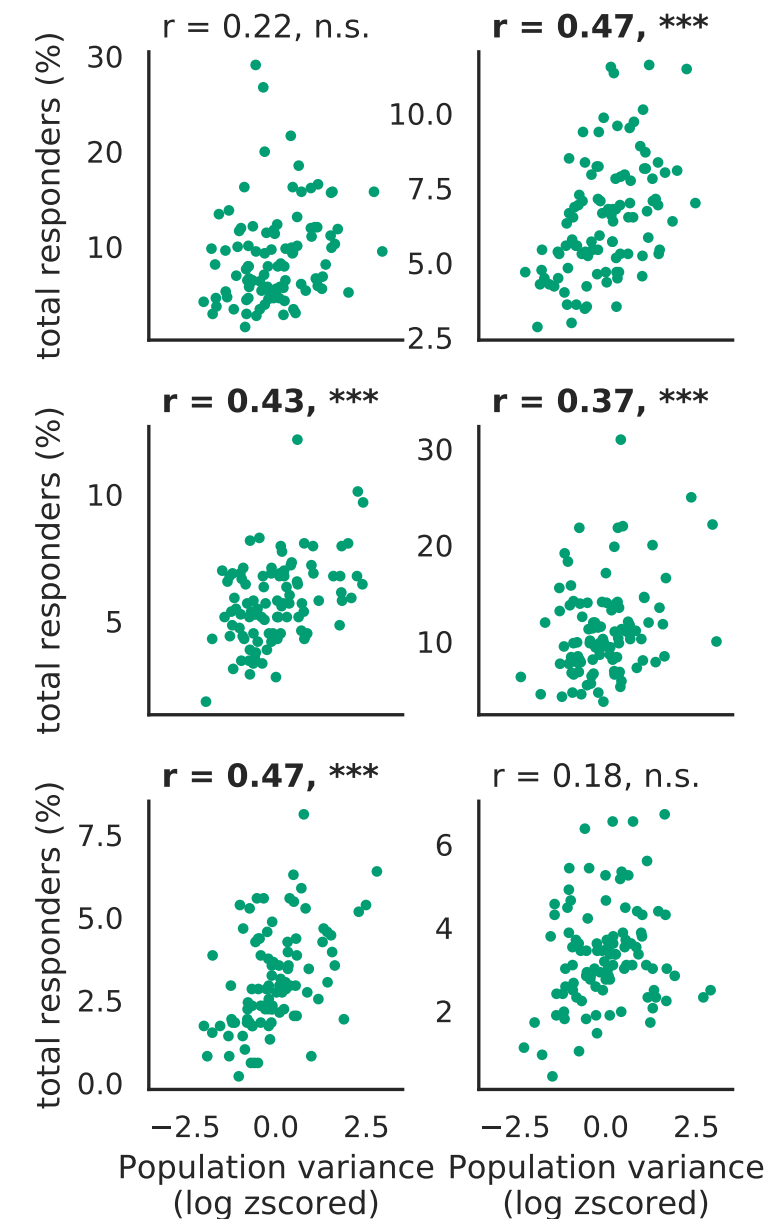 r = 0.22, n.s.
r = 0.47, ***
total responders (%)
30
20
10
10.0
7.5
5.0
2.5
r = 0.43, ***
r = 0.37, ***
total responders (%)
10
5
30
20
10
r = 0.47, ***
r = 0.18, n.s.
total responders (%)
7.5
5.0
2.5
0.0
6
4
2
−2.5 0.0 2.5
−2.5 0.0 2.5
Population variance
(log zscored)
Population variance
(log zscored)